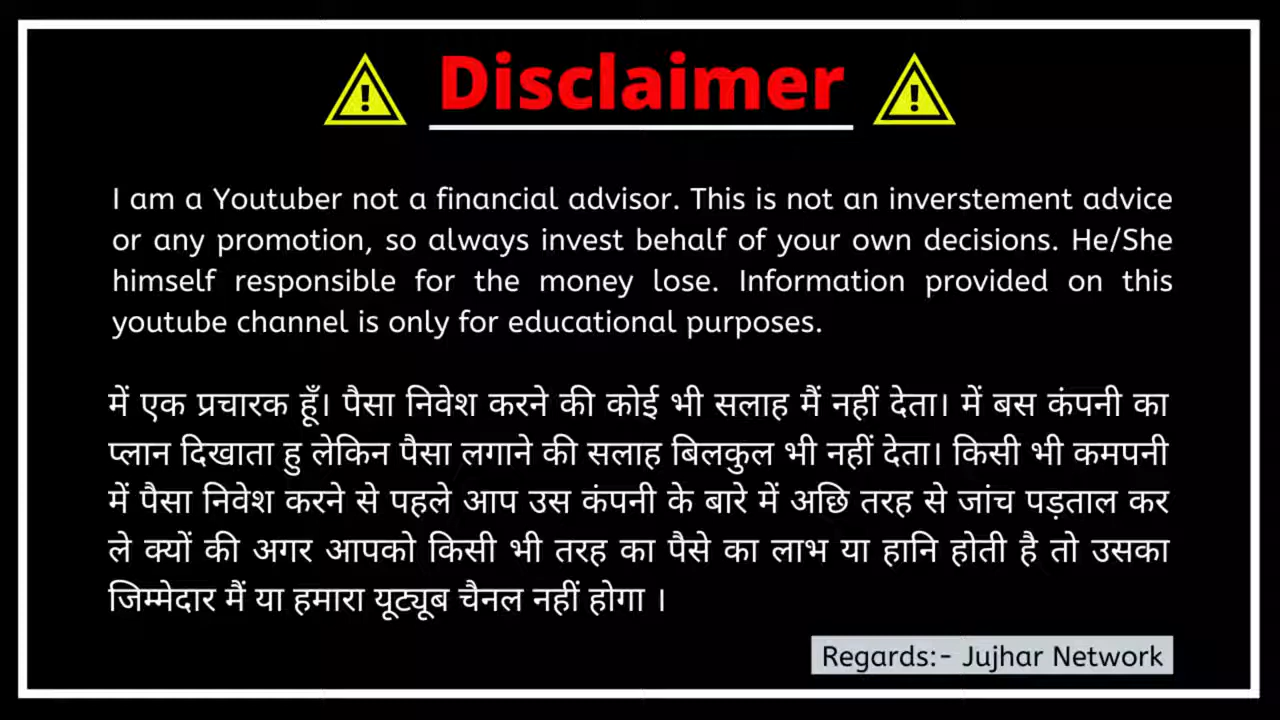 Disclaimer
I am a Youtuber not a financial advisor. This is not an inverstement advice
or any promotion, so always invest behalf of your own decisions. He/She
himself responsible for the money lose. Information provided on this
youtube channel is only for educational purposes.
में एक प्रचारक हूँ। पैसा निवेश करने की कोई भी सलाह मैं नहीं देता। में बस कंपनी का
प्लान दिखाता हु लेकिन पैसा लगाने की सलाह बिलकुल भी नहीं देता। किसी भी कमपनी
में पैसा निवेश करने से पहले आप उस कंपनी के बारे में अछि तरह से जांच पड़ताल कर
ले क्यों की अगर आपको किसी भी तरह का पैसे का लाभ या हानि होती है तो उसका
जिम्मेदार मैं या हमारा यूट्यूब चैनल नहीं होगा ।
Regards:- Jujhar Network